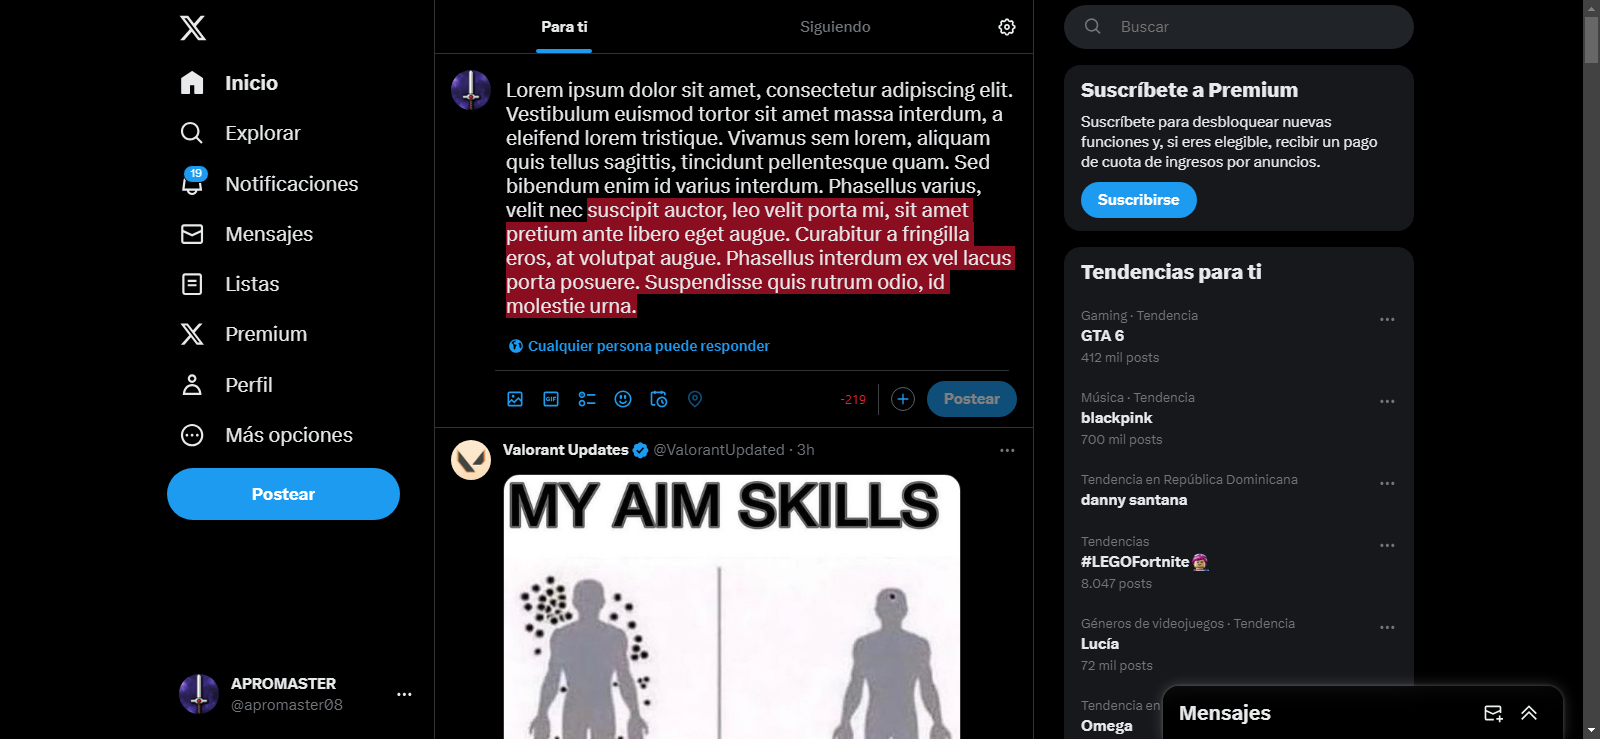 Inicio
Explorar
19
Notificaciones
Mensajes
Listas
Premium
Perfil
Más opciones
Postear
APROMASTER
@apromaster08
Para ti
Siguiendo
Lorem ipsum dolor sit amet, consectetur adipiscing elit.
Vestibulum euismod tortor sit amet massa interdum, a
eleifend lorem tristique. Vivamus sem lorem, aliquam
quis tellus sagittis, tincidunt pellentesque quam. Sed
bibendum enim id varius interdum. Phasellus varius,
velit nec suscipit auctor, leo velit porta mi, sit amet
pretium ante libero eget augue. Curabitur a fringilla
eros, at volutpat augue. Phasellus interdum ex vel lacus
porta posuere. Suspendisse quis rutrum odio, id
molestie urna.
Cualquier persona puede responder
GIF
-219
Postear
Valorant Updates @ValorantUpdated · 3h
MY AIM SKILLS
Buscar
Suscríbete a Premium
Suscríbete para desbloquear nuevas
funciones y, si eres elegible, recibir un pago
de cuota de ingresos por anuncios.
Suscribirse
Tendencias para ti
Gaming · Tendencia
GTA 6
412 mil posts
Música · Tendencia
blackpink
700 mil posts
Tendencia en República Dominicana
danny santana
Tendencias
#LEGOFortnite
8.047 posts
Géneros de videojuegos · Tendencia
Lucía
72 mil posts
Tendencia en
Omega
Mensajes